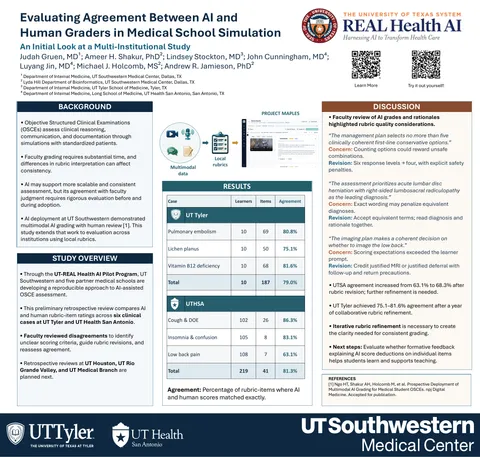 Evaluating Agreement Between AI and
Human Graders in Medical School Simulation
An Initial Look at a Multi-Institutional Study
Judah Gruen, MD¹; Ameer H. Shakur, PhD²; Lindsey Stockton, MD³; John Cunningham, MD⁴;
Luyang Jin, MD⁴; Michael J. Holcomb, MS²; Andrew R. Jamieson, PhD²
¹ Department of Internal Medicine, UT Southwestern Medical Center, Dallas, TX
² Lyda Hill Department of Bioinformatics, UT Southwestern Medical Center, Dallas, TX
³ Department of Internal Medicine, UT Tyler School of Medicine, Tyler, TX
⁴ Department of Internal Medicine, Long School of Medicine, UT Health San Antonio, San Antonio, TX
THE UNIVERSITY OF TEXAS SYSTEM
REAL Health AI
Harnessing AI to Transform Health Care
Learn More
Try it out yourself!
BACKGROUND
• Objective Structured Clinical Examinations
(OSCEs) assess clinical reasoning,
communication, and documentation through
simulations with standardized patients.
• Faculty grading requires substantial time, and
differences in rubric interpretation can affect
consistency.
• AI may support more scalable and consistent
assessment, but its agreement with faculty
judgment requires rigorous evaluation before and
during adoption.
• AI deployment at UT Southwestern demonstrated
multimodal AI grading with human review [1]. This
study extends that work to evaluation across
institutions using local rubrics.
STUDY OVERVIEW
• Through the UT-REAL Health AI Pilot Program, UT
Southwestern and five partner medical schools are
developing a reproducible approach to AI-assisted
OSCE assessment.
• This preliminary retrospective review compares AI
and human rubric-item ratings across six clinical
cases at UT Tyler and UT Health San Antonio.
• Faculty reviewed disagreements to identify
unclear scoring criteria, guide rubric revisions, and
reassess agreement.
• Retrospective reviews at UT Houston, UT Rio
Grande Valley, and UT Medical Branch are
planned next.
PROJECT MAPLES
Multimodal
data
Local
rubrics
RESULTS
Case Learners Items Agreement
UT Tyler
Pulmonary embolism 10 69 80.8%
Lichen planus 10 50 75.1%
Vitamin B12 deficiency 10 68 81.6%
Total 10 187 79.0%
UTHSA
Cough & DOE 102 26 86.3%
Insomnia & confusion 105 8 83.1%
Low back pain 108 7 63.1%
Total 219 41 81.3%
Agreement: Percentage of rubric-items where AI
and human scores matched exactly.
DISCUSSION
• Faculty review of AI grades and rationales
highlighted rubric quality considerations.
"The management plan selects no more than five
clinically coherent first-dose conservative options."
Concern: Counting options could reward unsafe
combinations.
Revision: Six response levels → four, with explicit safety
penalties.
"The assessment prioritizes acute lumbar disc
herniation with right-sided lumbosacral radiculopathy
as the leading diagnosis."
Concern: Exact wording may penalize equivalent
diagnoses.
Revision: Accept equivalent terms; read diagnosis and
rationale together.
"The imaging plan makes a coherent decision on
whether to image the low back."
Concern: Scoring expectations exceeded the learner
prompt.
Revision: Credit justified MRI or justified deferral with
follow-up and return precautions.
• UTSA agreement increased from 63.1% to 68.3% after
rubric revision; further refinement is needed.
• UT Tyler achieved 75.1–81.6% agreement after a year
of collaborative rubric refinement.
• Iterative rubric refinement is necessary to create
the clarity needed for consistent grading.
• Next steps: Evaluate whether formative feedback
explaining AI score deductions on individual items
helps students learn and supports teaching.
REFERENCES
[1] Ngo HT, Shakur AH, Holcomb M, et al. Prospective Deployment of
Multimodal AI Grading for Medical Student OSCEs. npj Digital
Medicine. Accepted for publication.
UT TYLER
THE UNIVERSITY OF TEXAS AT TYLER
UT Health
San Antonio
UT Southwestern
Medical Center